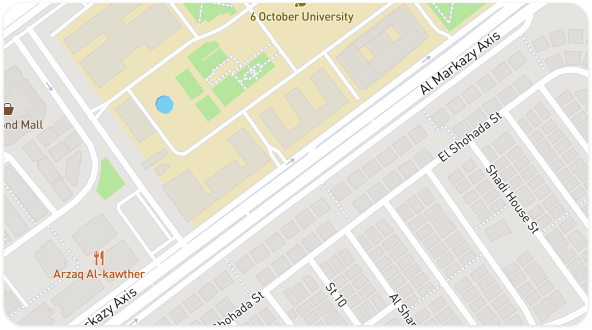 6 October University
Al Markazy Axis
ond Mall
El Shohada St
Shadi House St
Arzaq Al-kawther
rkazy Axis
Shohada St
St 10
Al Shar